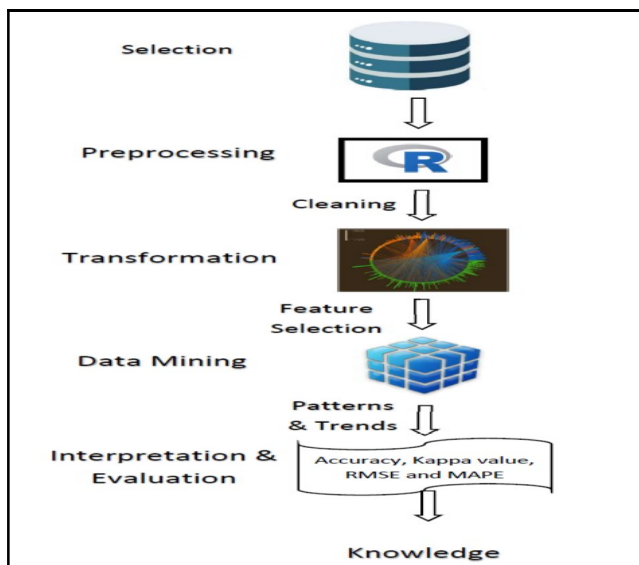 Selection
Preprocessing
R
Cleaning
Transformation
Feature
Selection
Data Mining
Patterns
& Trends
Interpretation &
Evaluation
Accuracy, Kappa value,
RMSE and MAPE
Knowledge